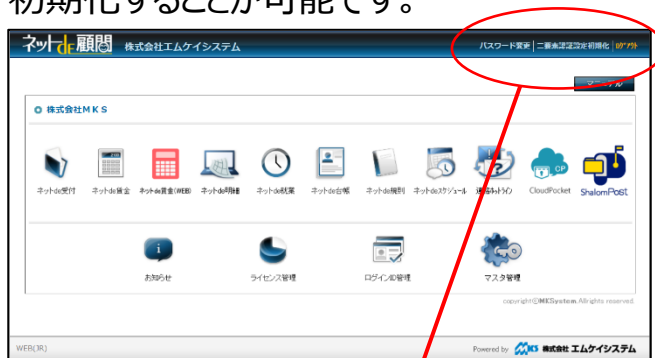 初期化することが可能です。
ネットde顧問 株式会社エムケイシステム パスワード変更 | 二要素認証設定初期化 | ログアウト
マニュアル
株式会社MKS
ネットde受付 ネットde賃金 ネットde賃金(WEB) ネットde明細 ネットde就業 ネットde台帳 ネットde規則 ネットdeスケジュール CloudPocket ShalomPost
お知らせ ライセンス管理 ログインID管理 マスタ管理
copyright©MKSystem.All rights reserved.
WEB(JR) Powered by MKS 株式会社 エムケイシステム